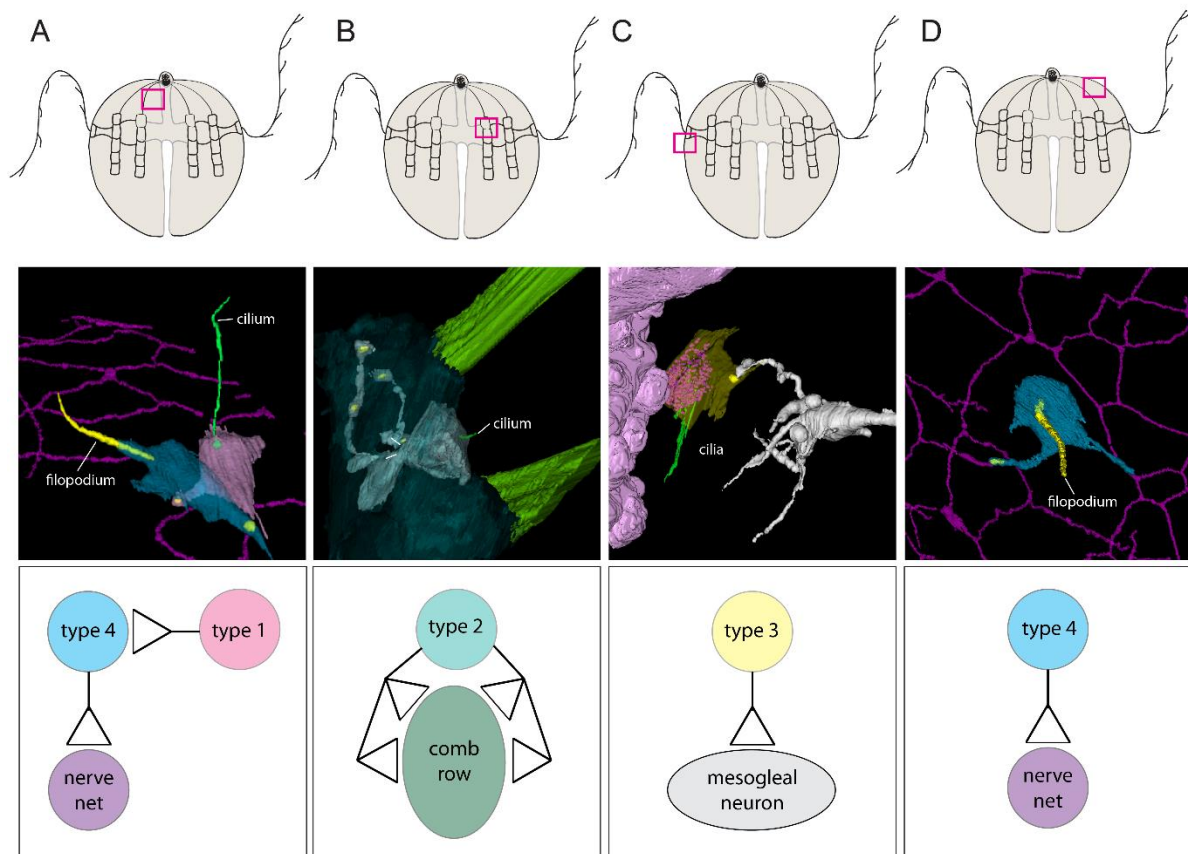 A
B
C
D
cilium
filopodium
cilium
cilia
filopodium
type 4
type 1
nerve
net
type 2
comb
row
type 3
mesogleal
neuron
type 4
nerve
net